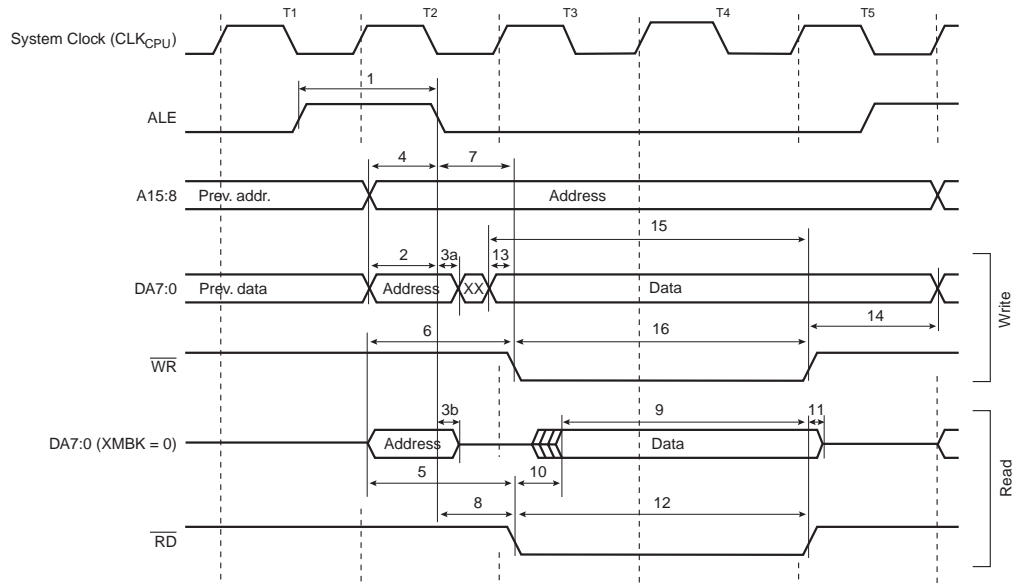 T1 T2 T3 T4 T5
System Clock (CLKCPU)
1
ALE
4 7
A15:8 Prev. addr. Address
15
2 3a 13
DA7:0 Prev. data Address XX Data
14
6 16
WR
Write
3b 9 11
DA7:0 (XMBK = 0) Address Data
5 10
8 12
RD
Read